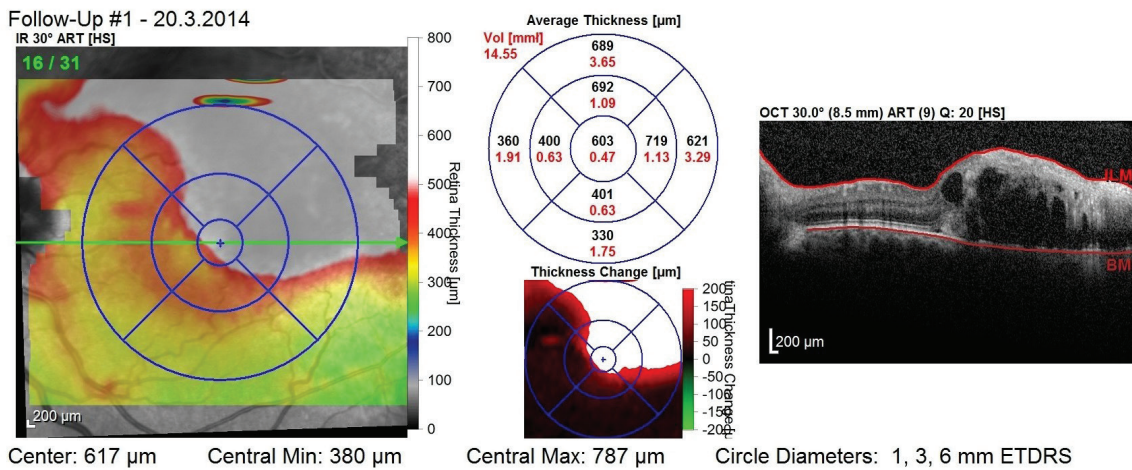 Follow-Up #1 - 20.3.2014
IR 30° ART [HS]
16 / 31
200 µm
800
700
600
500
400
300
200
100
0
Retina Thickness [µm]
Average Thickness [µm]
Vol [mmł]
14.55
689
3.65
692
1.09
360
1.91
400
0.63
603
0.47
719
1.13
621
3.29
401
0.63
330
1.75
Thickness Change [µm]
200
150
100
50
0
-50
-100
-150
-200
OCT 30.0° (8.5 mm) ART (9) Q: 20 [HS]
ILM
BM
200 µm
Center: 617 µm Central Min: 380 µm Central Max: 787 µm Circle Diameters: 1, 3, 6 mm ETDRS